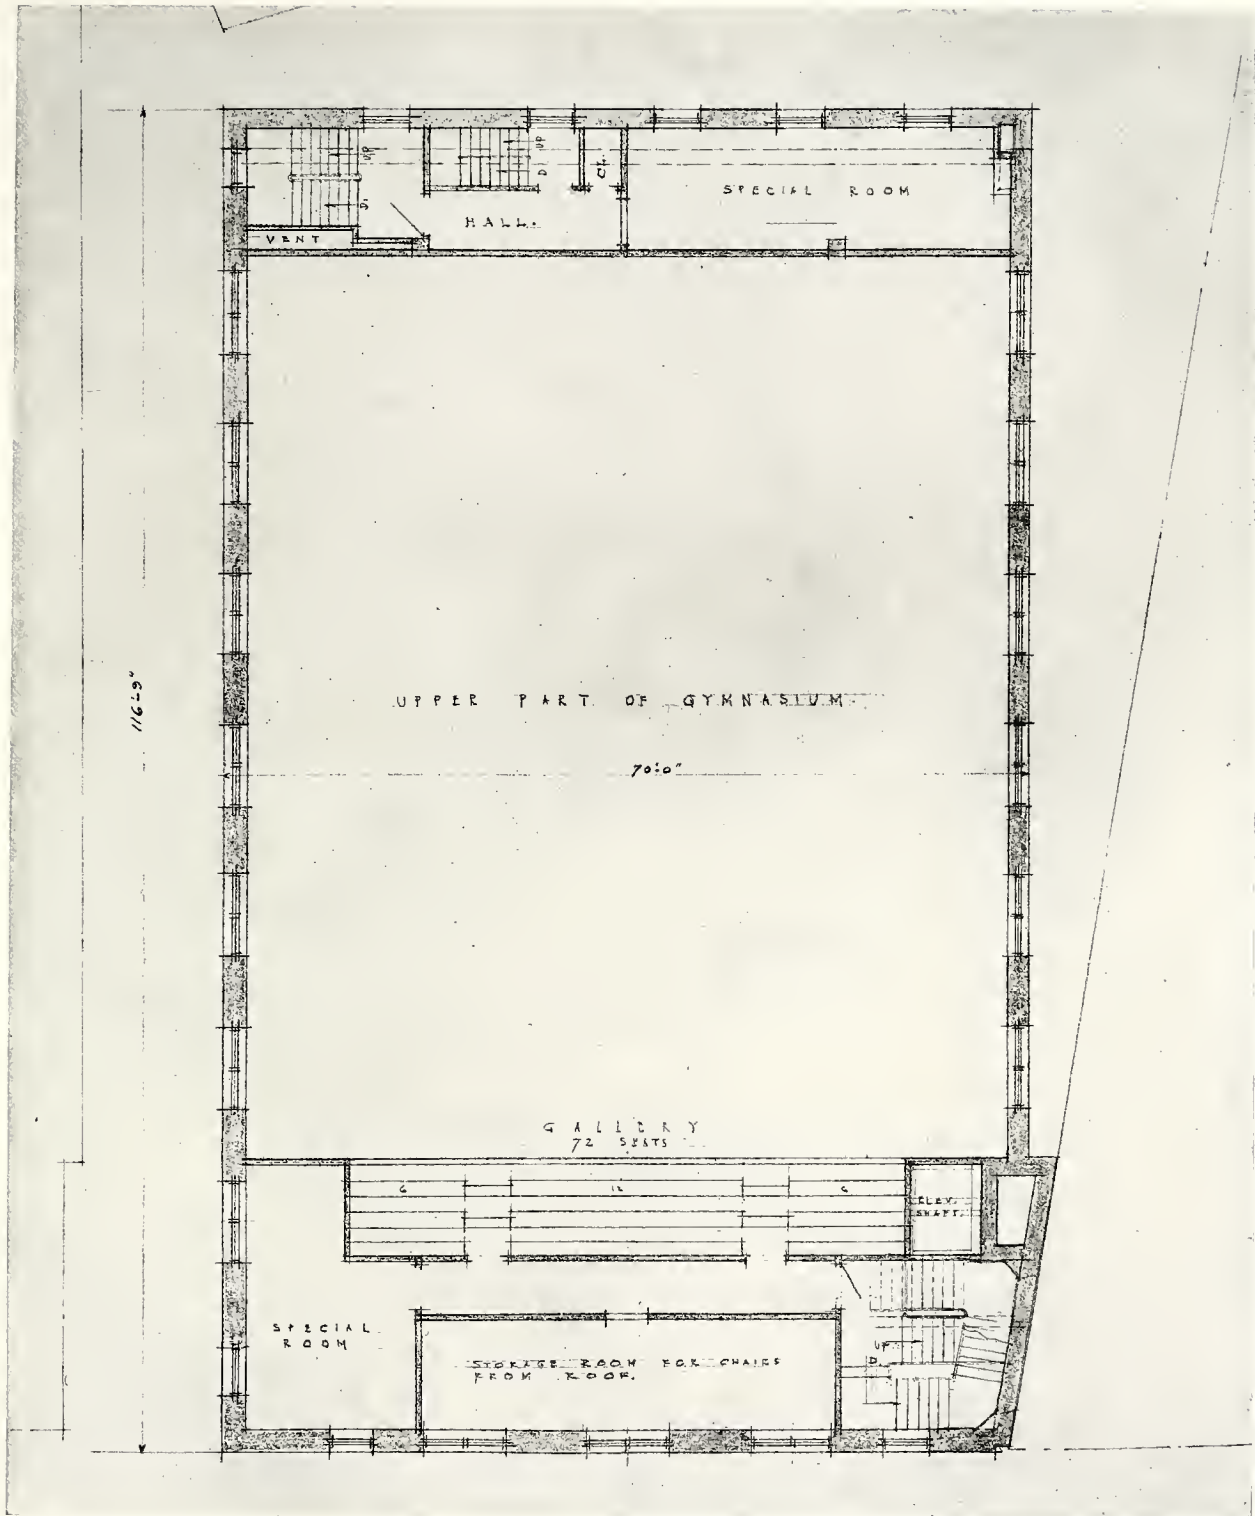 UP
UP
D.
D.
CL.
SPECIAL ROOM
HALL.
VENT
116'-9"
UPPER PART OF GYMNASIUM
70'-0"
GALLERY
72 SEATS
6
12
6
ELEV.
SHAFT.
SPECIAL
ROOM
UP
D.
STORAGE ROOM FOR CHAIRS
FROM ROOF.